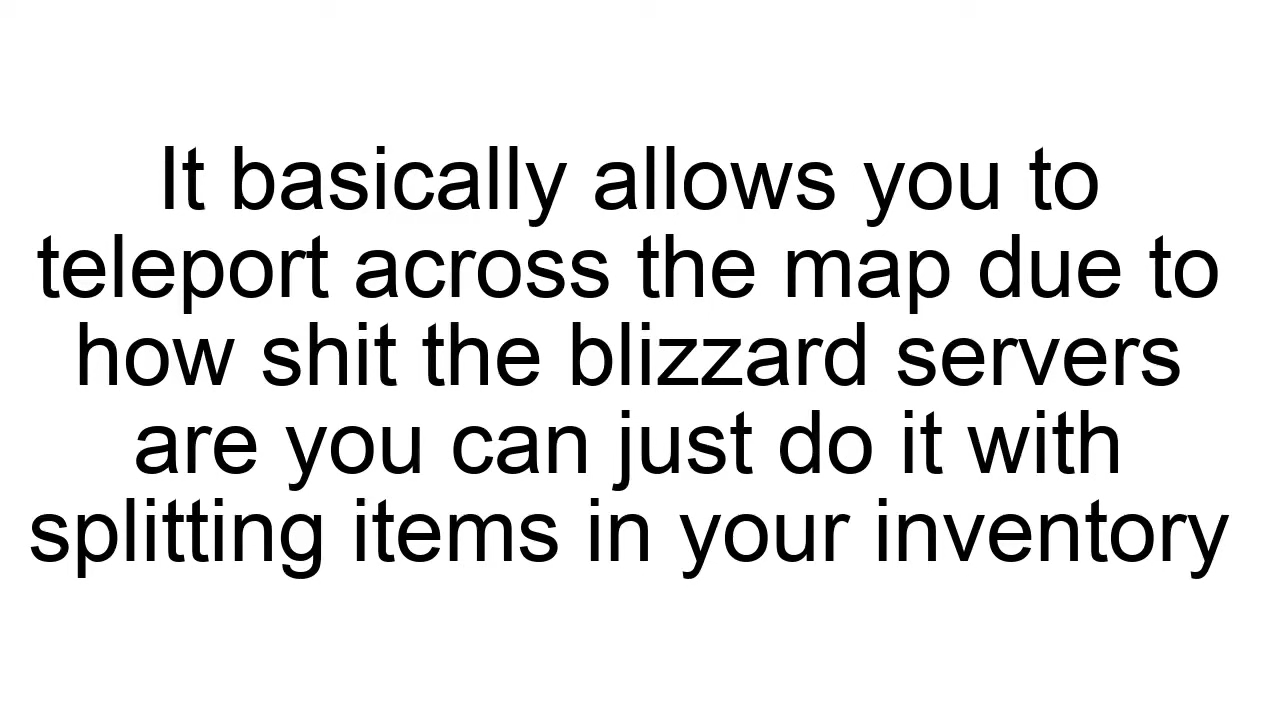 It basically allows you to
teleport across the map due to
how shit the blizzard servers
are you can just do it with
splitting items in your inventory